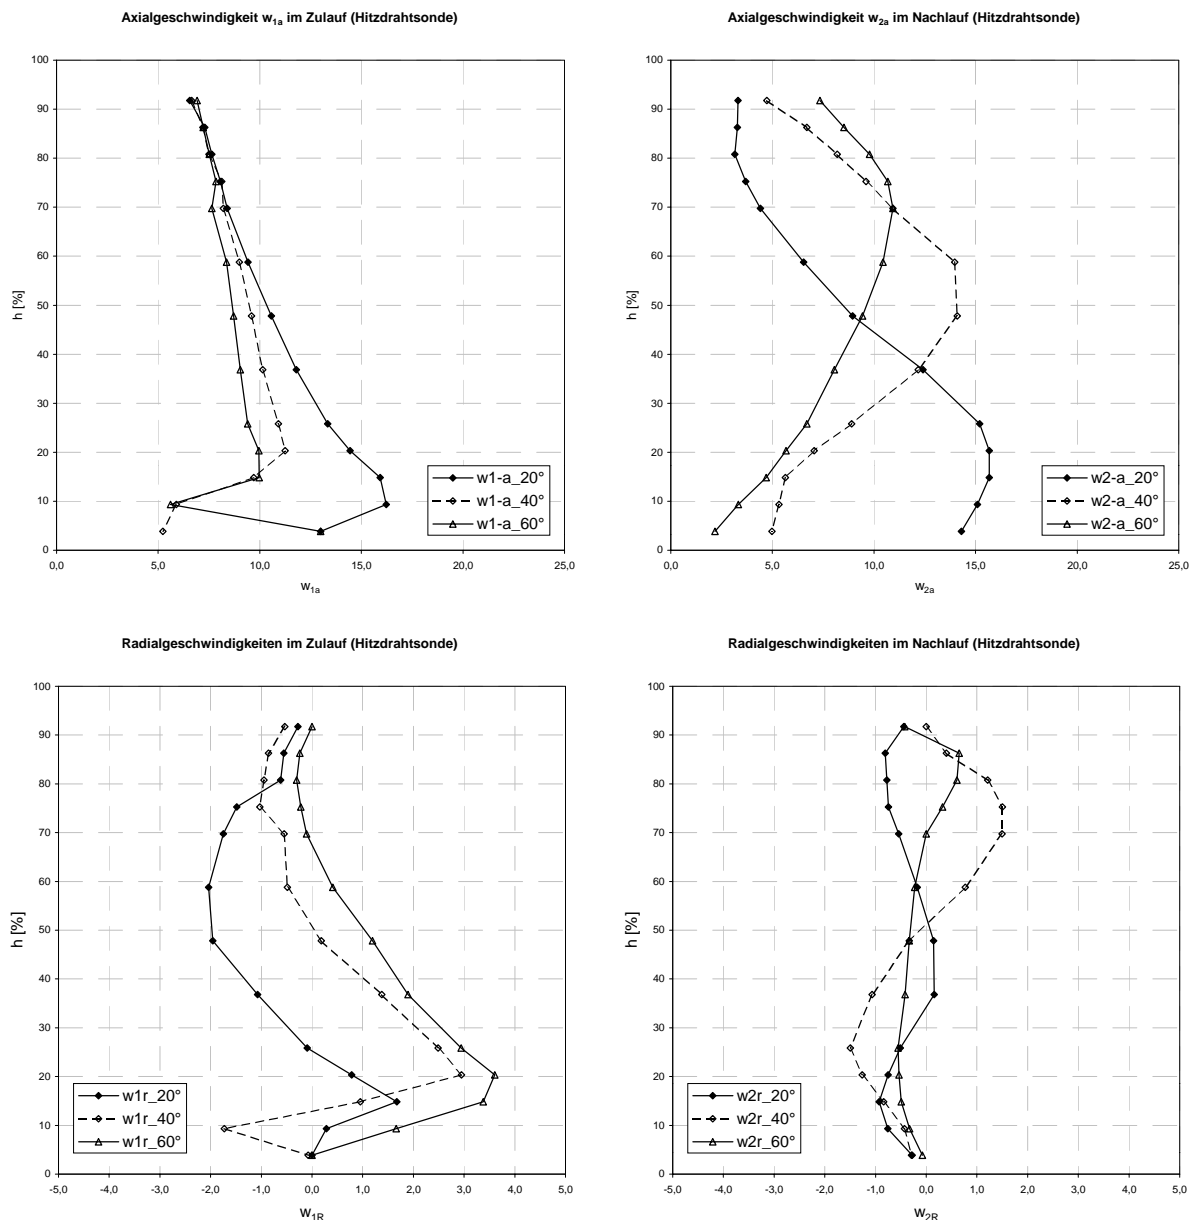 Axialgeschwindigkeit w1a im Zulauf (Hitzdrahtsonde)
100
90
80
70
60
50
40
30
20
10
0
h [%]
0,0 5,0 10,0 15,0 20,0 25,0
w1a
w1-a_20°
w1-a_40°
w1-a_60°
Axialgeschwindigkeit w2a im Nachlauf (Hitzdrahtsonde)
100
90
80
70
60
50
40
30
20
10
0
h [%]
0,0 5,0 10,0 15,0 20,0 25,0
w2a
w2-a_20°
w2-a_40°
w2-a_60°
Radialgeschwindigkeiten im Zulauf (Hitzdrahtsonde)
100
90
80
70
60
50
40
30
20
10
0
h [%]
-5,0 -4,0 -3,0 -2,0 -1,0 0,0 1,0 2,0 3,0 4,0 5,0
w1R
w1r_20°
w1r_40°
w1r_60°
Radialgeschwindigkeiten im Nachlauf (Hitzdrahtsonde)
100
90
80
70
60
50
40
30
20
10
0
h [%]
-5,0 -4,0 -3,0 -2,0 -1,0 0,0 1,0 2,0 3,0 4,0 5,0
w2R
w2r_20°
w2r_40°
w2r_60°